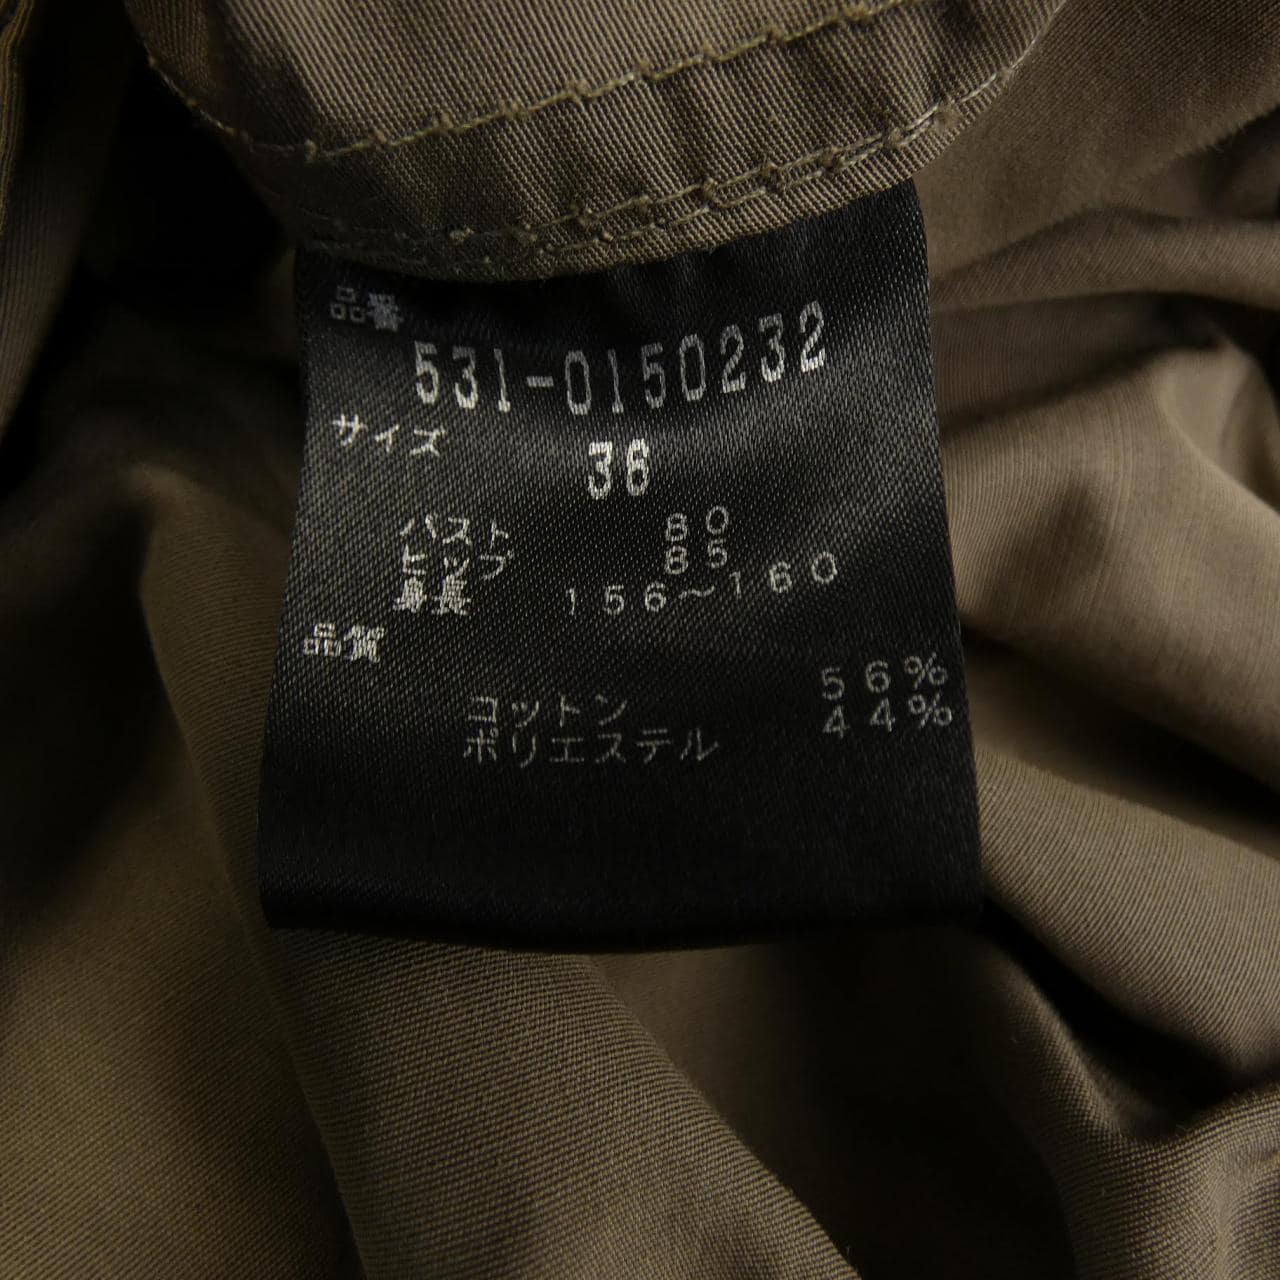 品番
531-0150232
サイズ 36
バスト 80
ヒップ 85
身長 156~160
品質
コットン 56%
ポリエステル 44%